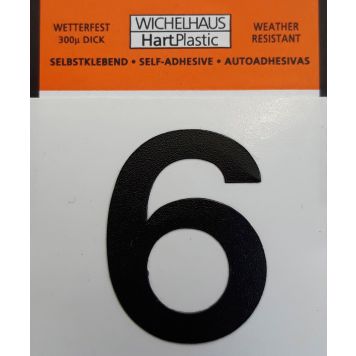 WETTERFEST
300µ DICK
WICHELHAUS
HartPlastic
WEATHER
RESISTANT
SELBSTKLEBEND • SELF-ADHESIVE • AUTOADHESIVAS
6